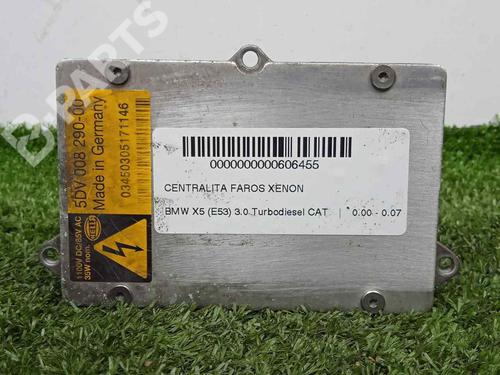 B-PARTS
5DV 008 290-00
Made in Germany
03450305171146
HELLA
1100V DC/85V AC
35W nom.
0000000000606455
CENTRALITA FAROS XENON
BMW X5 (E53) 3.0 Turbodiesel CAT | ' 0.00 - 0.07